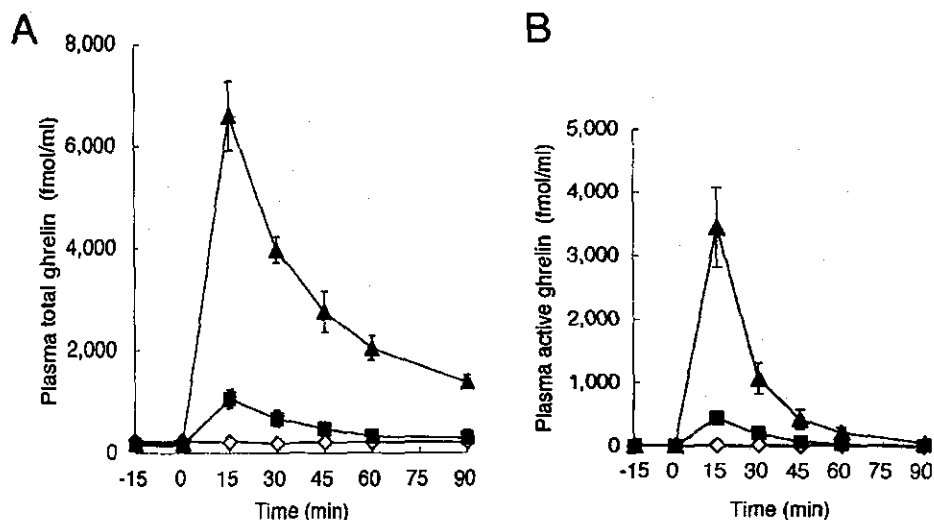 A
Plasma total ghrelin (fmol/ml)
8,000
6,000
4,000
2,000
0
-15 0 15 30 45 60 75 90
Time (min)
B
Plasma active ghrelin (fmol/ml)
5,000
4,000
3,000
2,000
1,000
0
-15 0 15 30 45 60 75 90
Time (min)